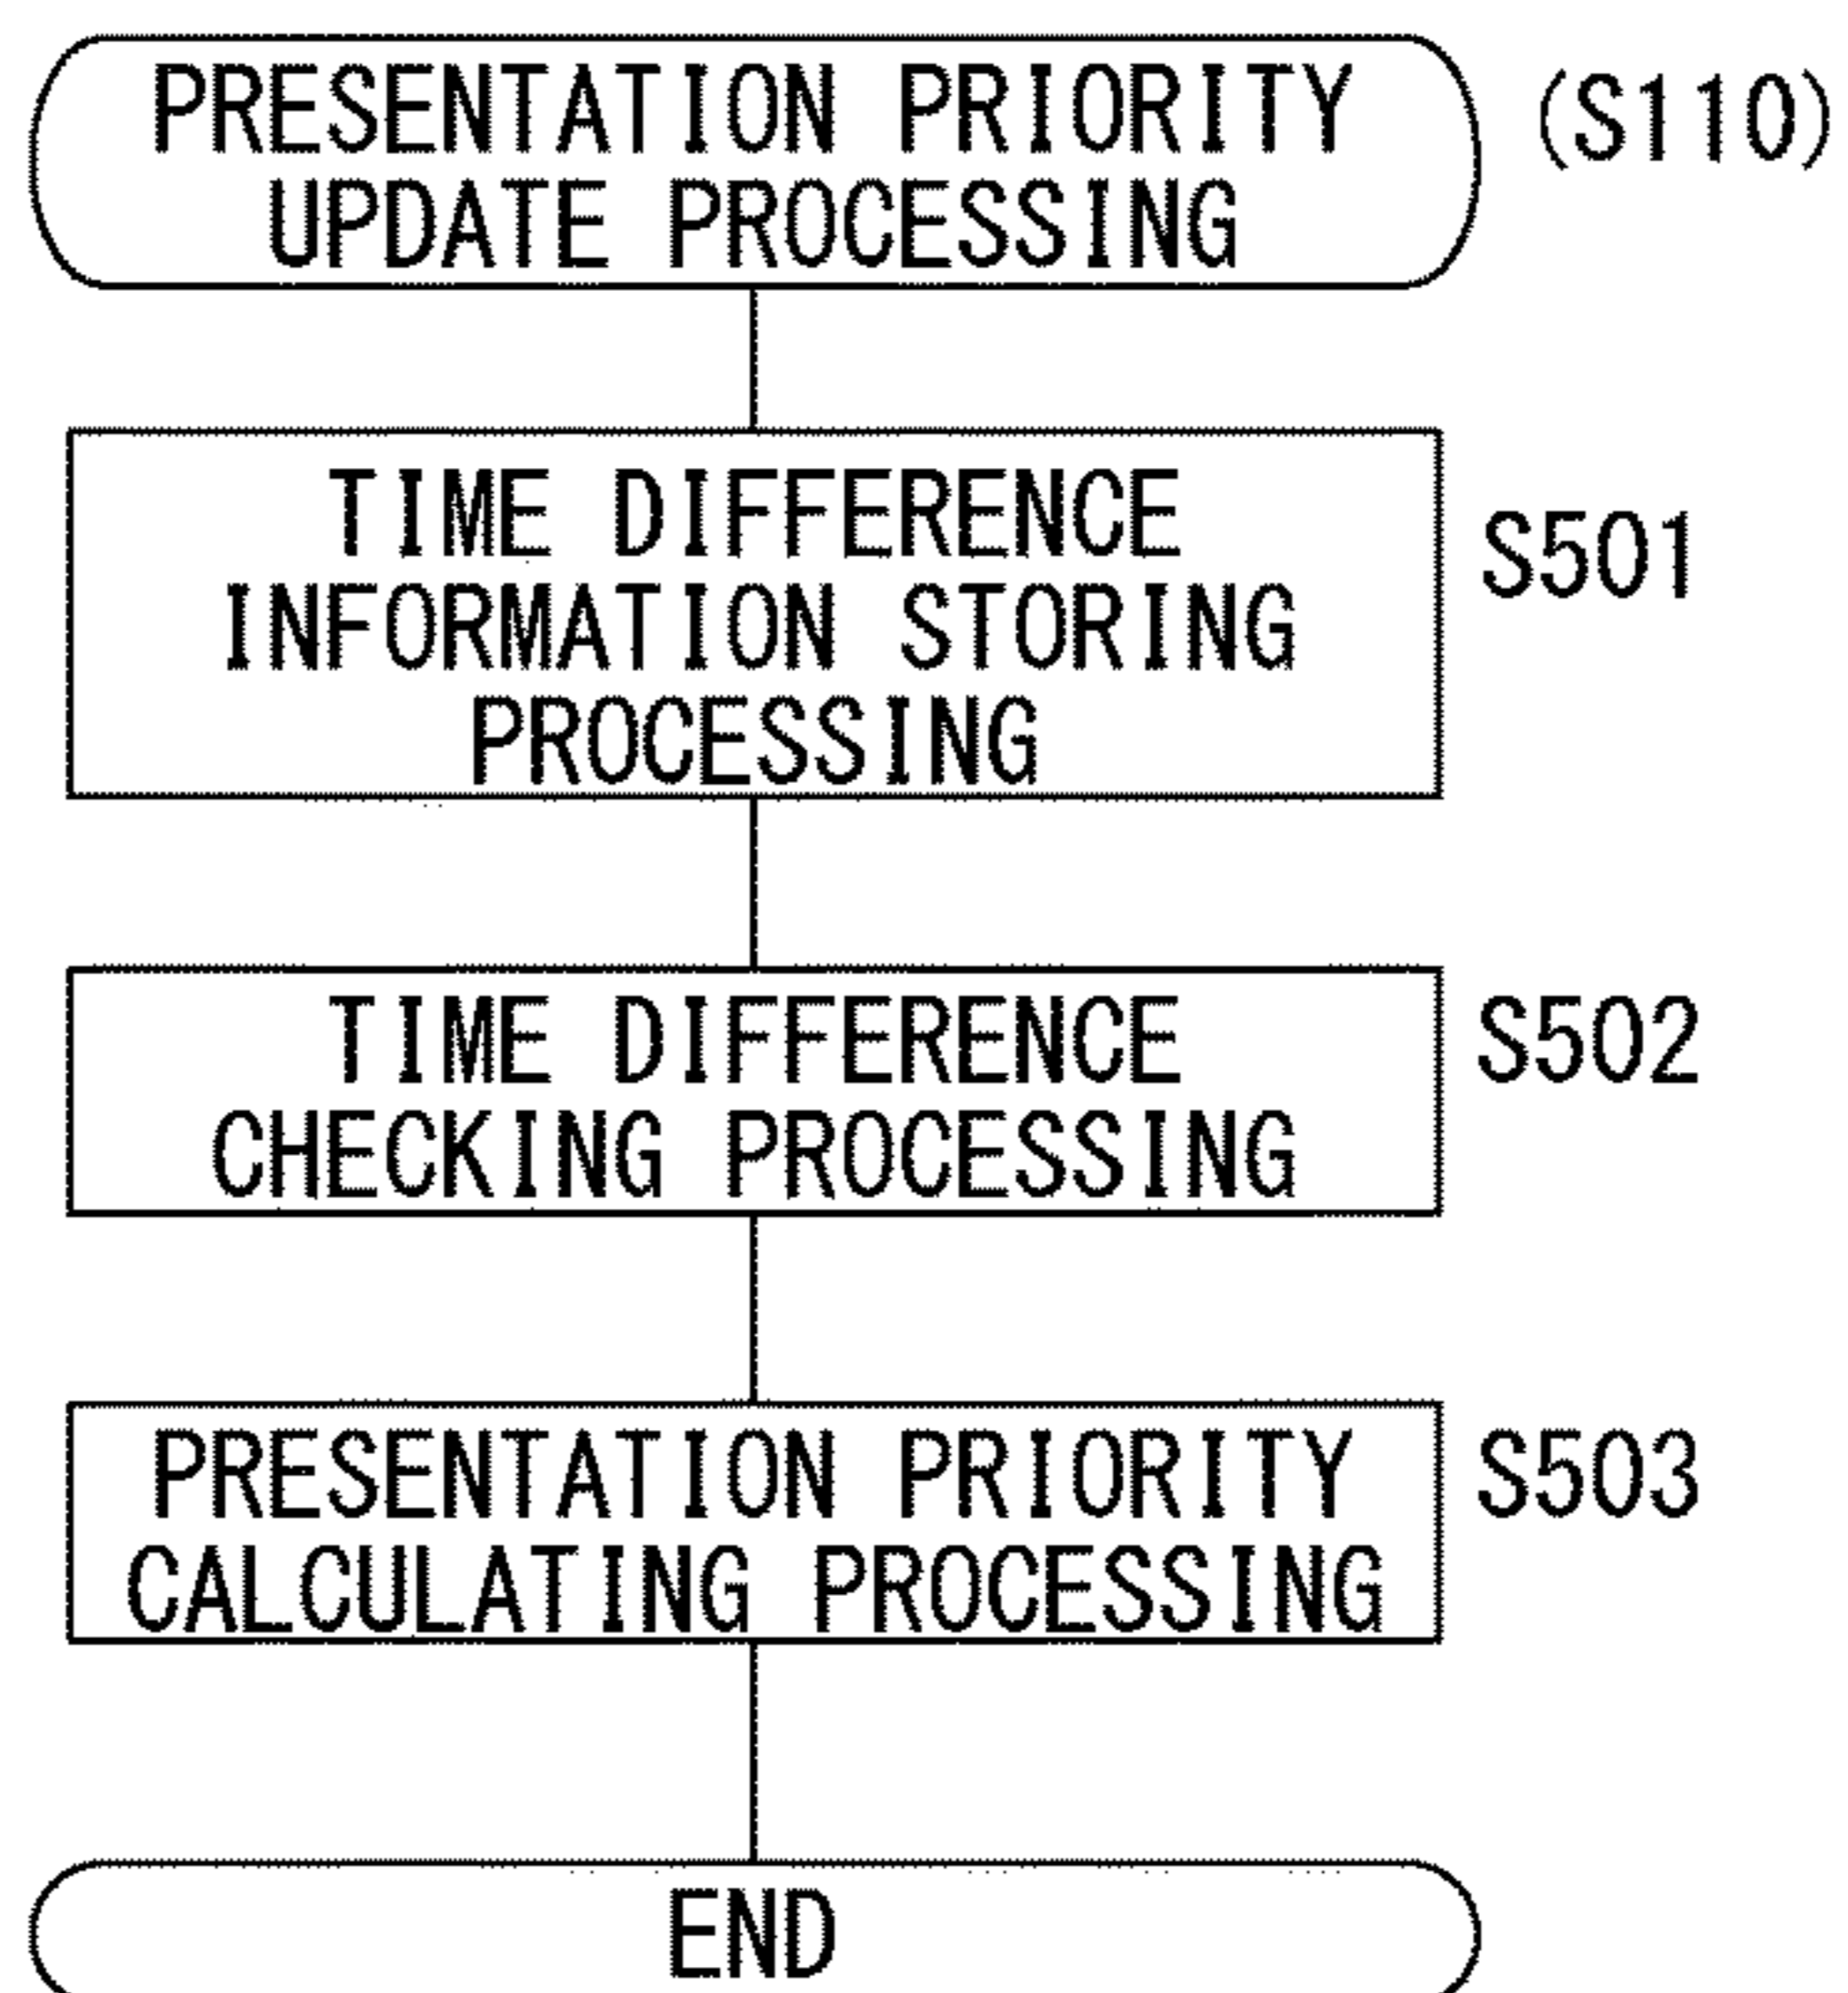 PRESENTATION PRIORITY (S110)
UPDATE PROCESSING
TIME DIFFERENCE
INFORMATION STORING
PROCESSING
S501
TIME DIFFERENCE
CHECKING PROCESSING
S502
PRESENTATION PRIORITY
CALCULATING PROCESSING
S503
END